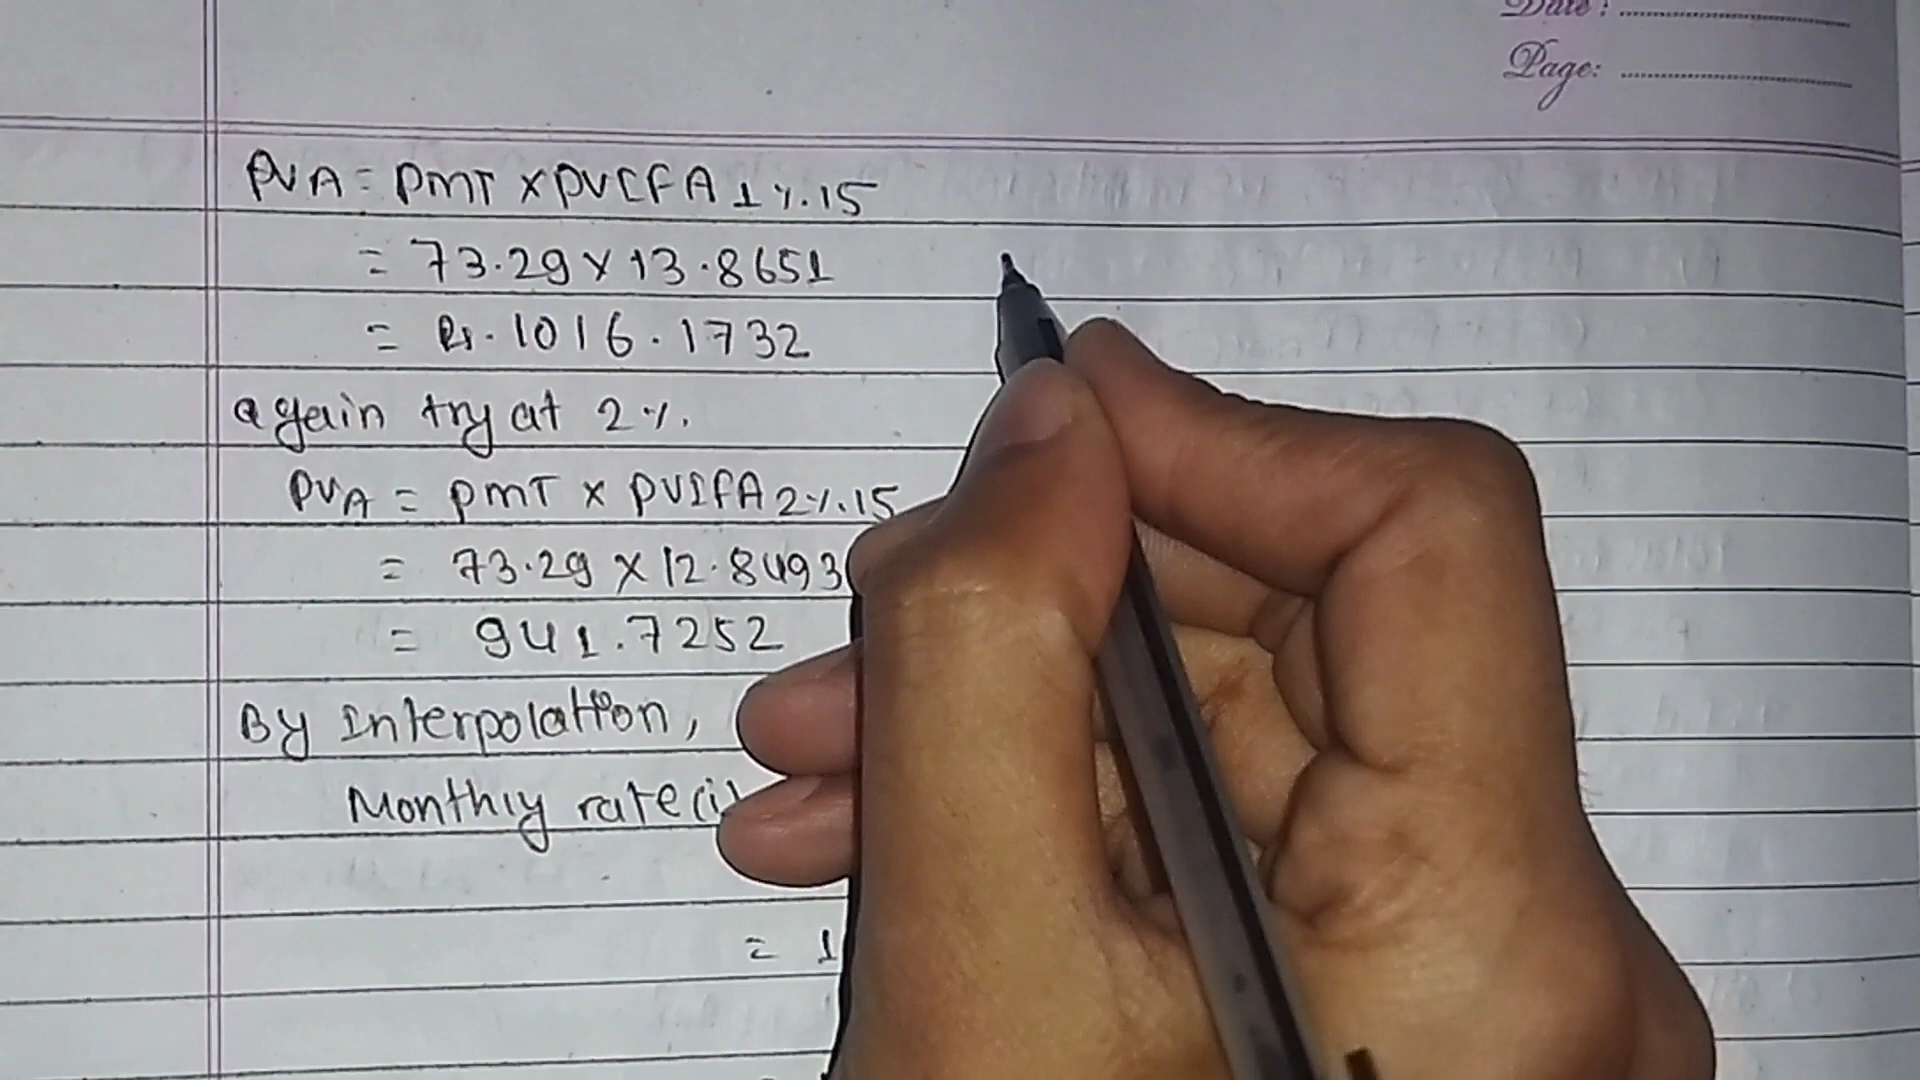 Date:
Page:
PVA = PMT x PVIFA 1%.15
= 73.29 x 13.8651
= Rs. 1016.1732
again try at 2%.
PVA = PMT x PVIFA 2%.15
= 73.29 x 12.8493
= 941.7252
By Interpolation,
Monthly rate (i)
= 1